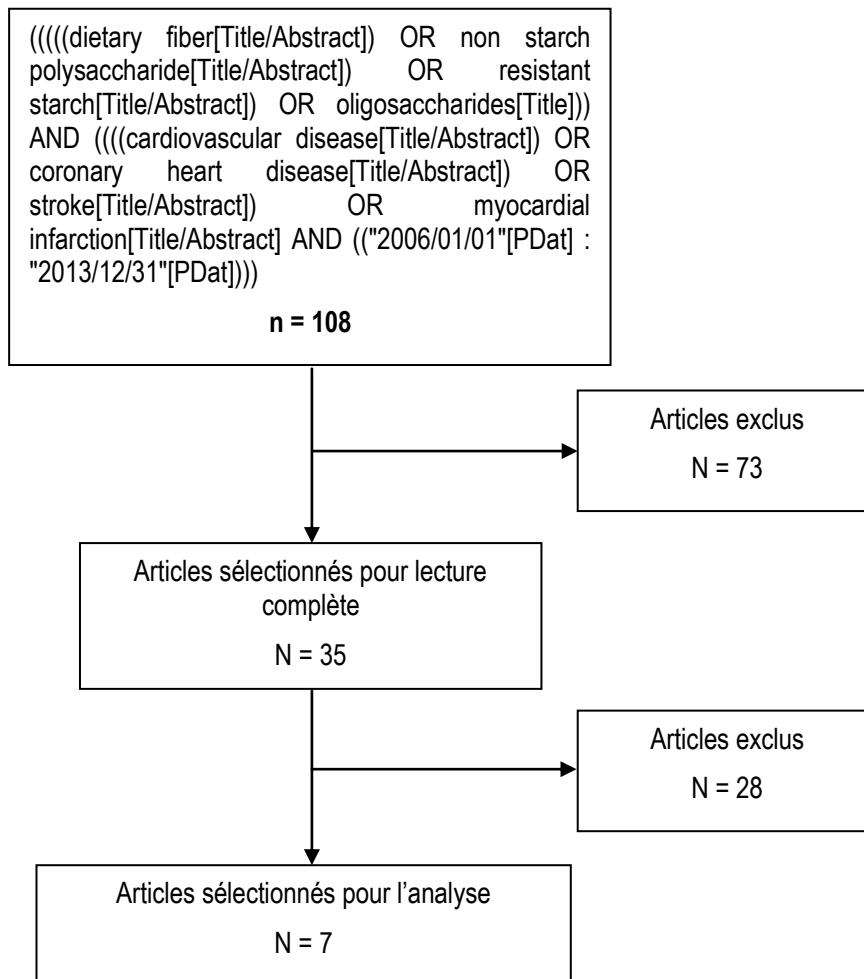 (((((dietary fiber[Title/Abstract]) OR non starch
polysaccharide[Title/Abstract]) OR resistant
starch[Title/Abstract]) OR oligosaccharides[Title]))
AND ((((cardiovascular disease[Title/Abstract]) OR
coronary heart disease[Title/Abstract]) OR
stroke[Title/Abstract]) OR myocardial
infarction[Title/Abstract] AND (("2006/01/01"[PDat] :
"2013/12/31"[PDat])))
n = 108
Articles exclus
N = 73
Articles sélectionnés pour lecture
complète
N = 35
Articles exclus
N = 28
Articles sélectionnés pour l’analyse
N = 7